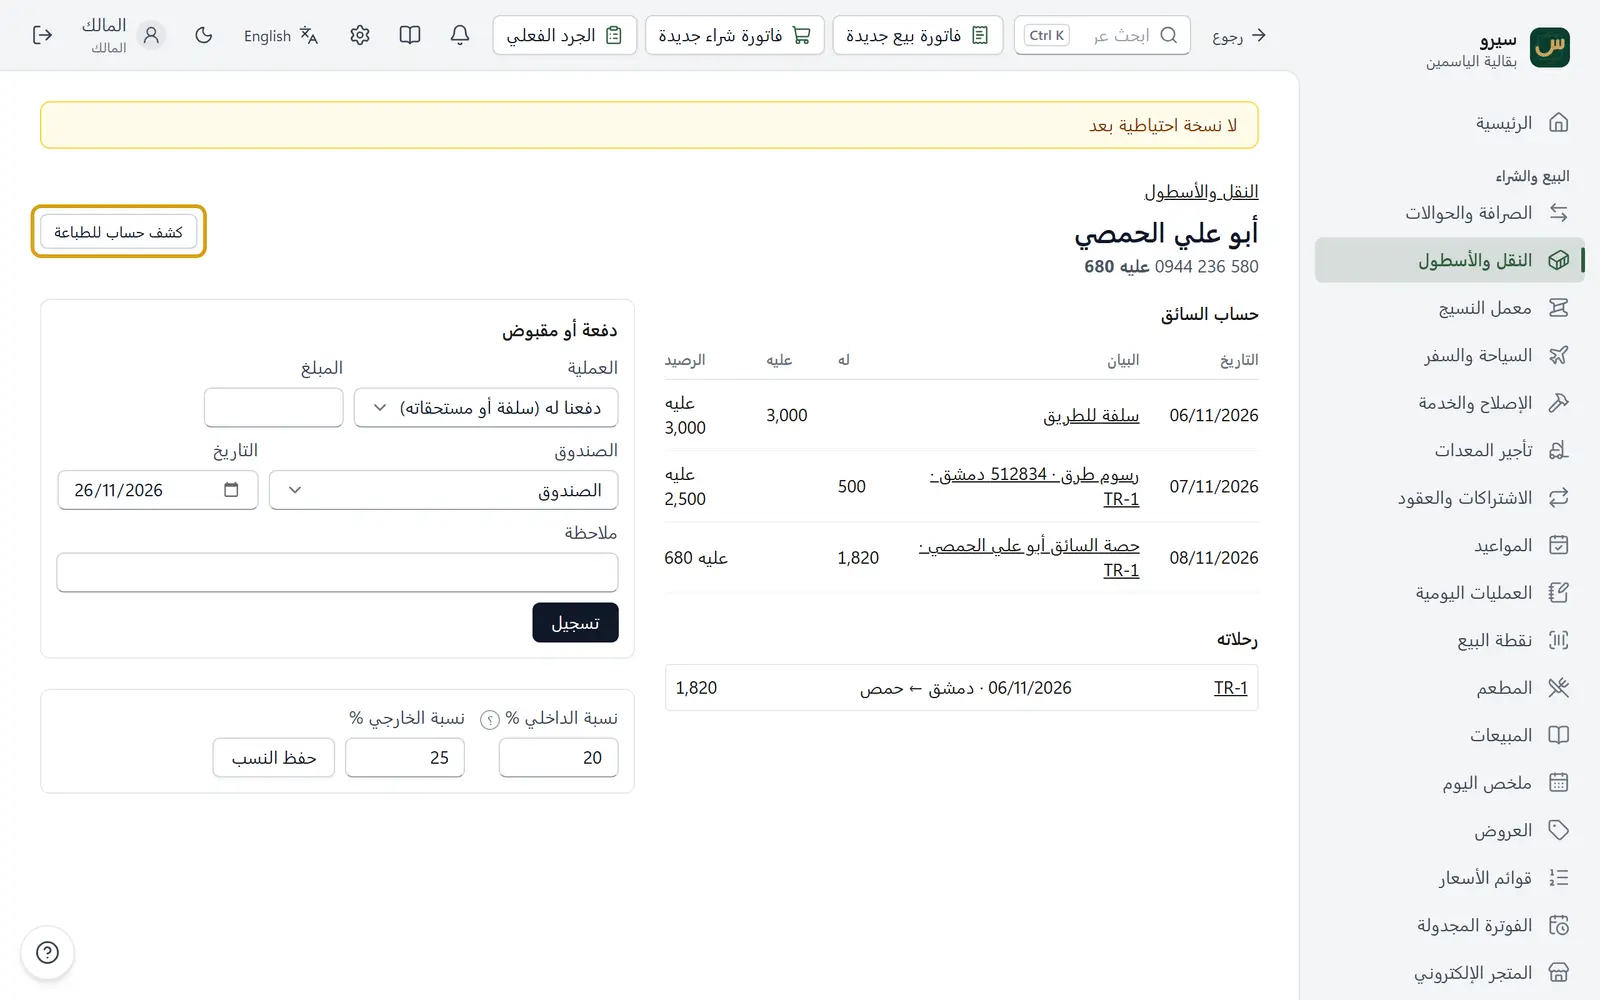 س
سيرو
بقالية الياسمين
رجوع
ابحث عر
Ctrl K
فاتورة بيع جديدة
فاتورة شراء جديدة
الجرد الفعلي
English
المالك
المالك
الرئيسية
البيع والشراء
الصرافة والحوالات
النقل والأسطول
معمل النسيج
السياحة والسفر
الإصلاح والخدمة
تأجير المعدات
الاشتراكات والعقود
المواعيد
العمليات اليومية
نقطة البيع
المطعم
المبيعات
ملخص اليوم
العروض
قوائم الأسعار
الفوترة المجدولة
المتجر الإلكتروني
لا نسخة احتياطية بعد
النقل والأسطول
أبو علي الحمصي
0944 236 580 عليه 680
كشف حساب للطباعة
حساب السائق
التاريخ البيان له عليه الرصيد
06/11/2026 سلفة للطريق 3,000 عليه 3,000
07/11/2026 رسوم طرق · 512834 دمشق · TR-1 500 عليه 2,500
08/11/2026 حصة السائق أبو علي الحمصي · TR-1 1,820 عليه 680
رحلاته
TR-1 06/11/2026 · دمشق ← حمص 1,820
دفعة أو مقبوض
العملية المبلغ
دفعنا له (سلفة أو مستحقاته)
الصندوق التاريخ
الصندوق 26/11/2026
ملاحظة
تسجيل
نسبة الداخلي % ؟ نسبة الخارجي %
20 25 حفظ النسب